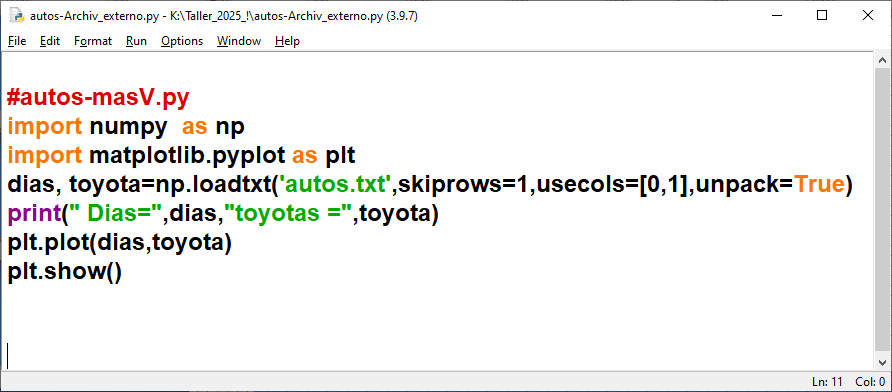 autos-Archiv_externo.py - K:\Taller_2025_!\autos-Archiv_externo.py (3.9.7)
File Edit Format Run Options Window Help
#autos-masV.py
import numpy  as np
import matplotlib.pyplot as plt
dias, toyota=np.loadtxt('autos.txt',skiprows=1,usecols=[0,1],unpack=True)
print(" Dias=",dias,"toyotas =",toyota)
plt.plot(dias,toyota)
plt.show()
Ln: 11 Col: 0